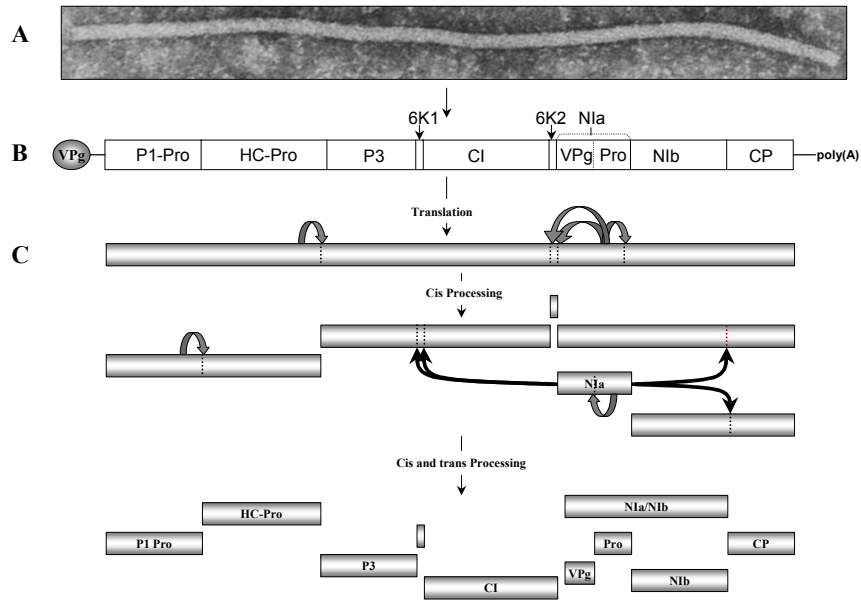 A
6K1 6K2 NIa
B VPg P1-Pro HC-Pro P3 CI VPg Pro NIb CP poly(A)
Translation
C
Cis Processing
NIa
Cis and trans Processing
NIa/NIb
HC-Pro
P1 Pro Pro CP
P3
VPg
CI NIb